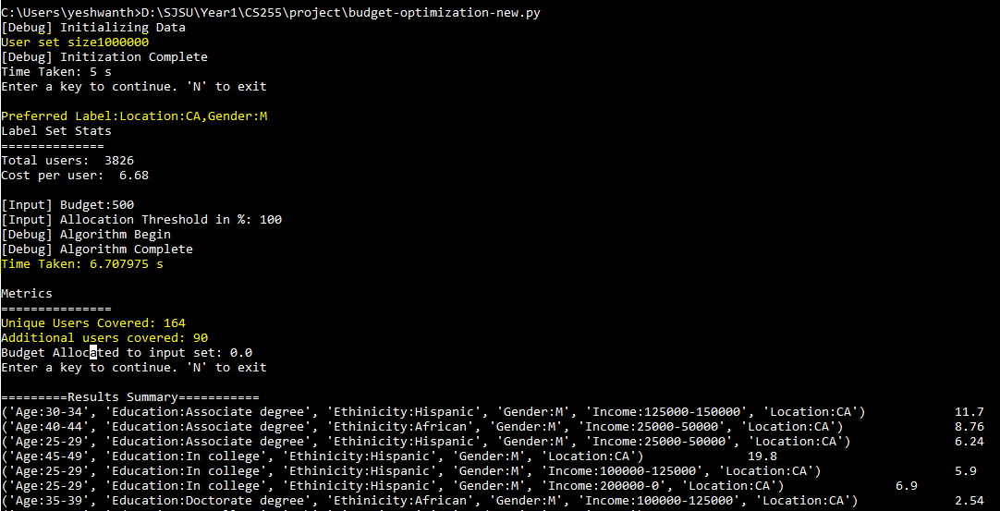 C:\Users\yeshwanth>D:\SJSU\Year1\CS255\project\budget-optimization-new.py
[Debug] Initializing Data
User set size1000000
[Debug] Initization Complete
Time Taken: 5 s
Enter a key to continue. 'N' to exit
Preferred Label:Location:CA,Gender:M
Label Set Stats
==============
Total users:  3826
Cost per user:  6.68
[Input] Budget:500
[Input] Allocation Threshold in %: 100
[Debug] Algorithm Begin
[Debug] Algorithm Complete
Time Taken: 6.707975 s
Metrics
===============
Unique Users Covered: 164
Additional users covered: 90
Budget Allocated to input set: 0.0
Enter a key to continue. 'N' to exit
=========Results Summary===========
('Age:30-34', 'Education:Associate degree', 'Ethinicity:Hispanic', 'Gender:M', 'Income:125000-150000', 'Location:CA') 11.7
('Age:40-44', 'Education:Associate degree', 'Ethinicity:African', 'Gender:M', 'Income:25000-50000', 'Location:CA') 8.76
('Age:25-29', 'Education:Associate degree', 'Ethinicity:Hispanic', 'Gender:M', 'Income:25000-50000', 'Location:CA') 6.24
('Age:45-49', 'Education:In college', 'Ethinicity:Hispanic', 'Gender:M', 'Location:CA') 19.8
('Age:25-29', 'Education:In college', 'Ethinicity:Hispanic', 'Gender:M', 'Income:100000-125000', 'Location:CA') 5.9
('Age:25-29', 'Education:In college', 'Ethinicity:Hispanic', 'Gender:M', 'Income:200000-0', 'Location:CA') 6.9
('Age:35-39', 'Education:Doctorate degree', 'Ethinicity:African', 'Gender:M', 'Income:100000-125000', 'Location:CA') 2.54